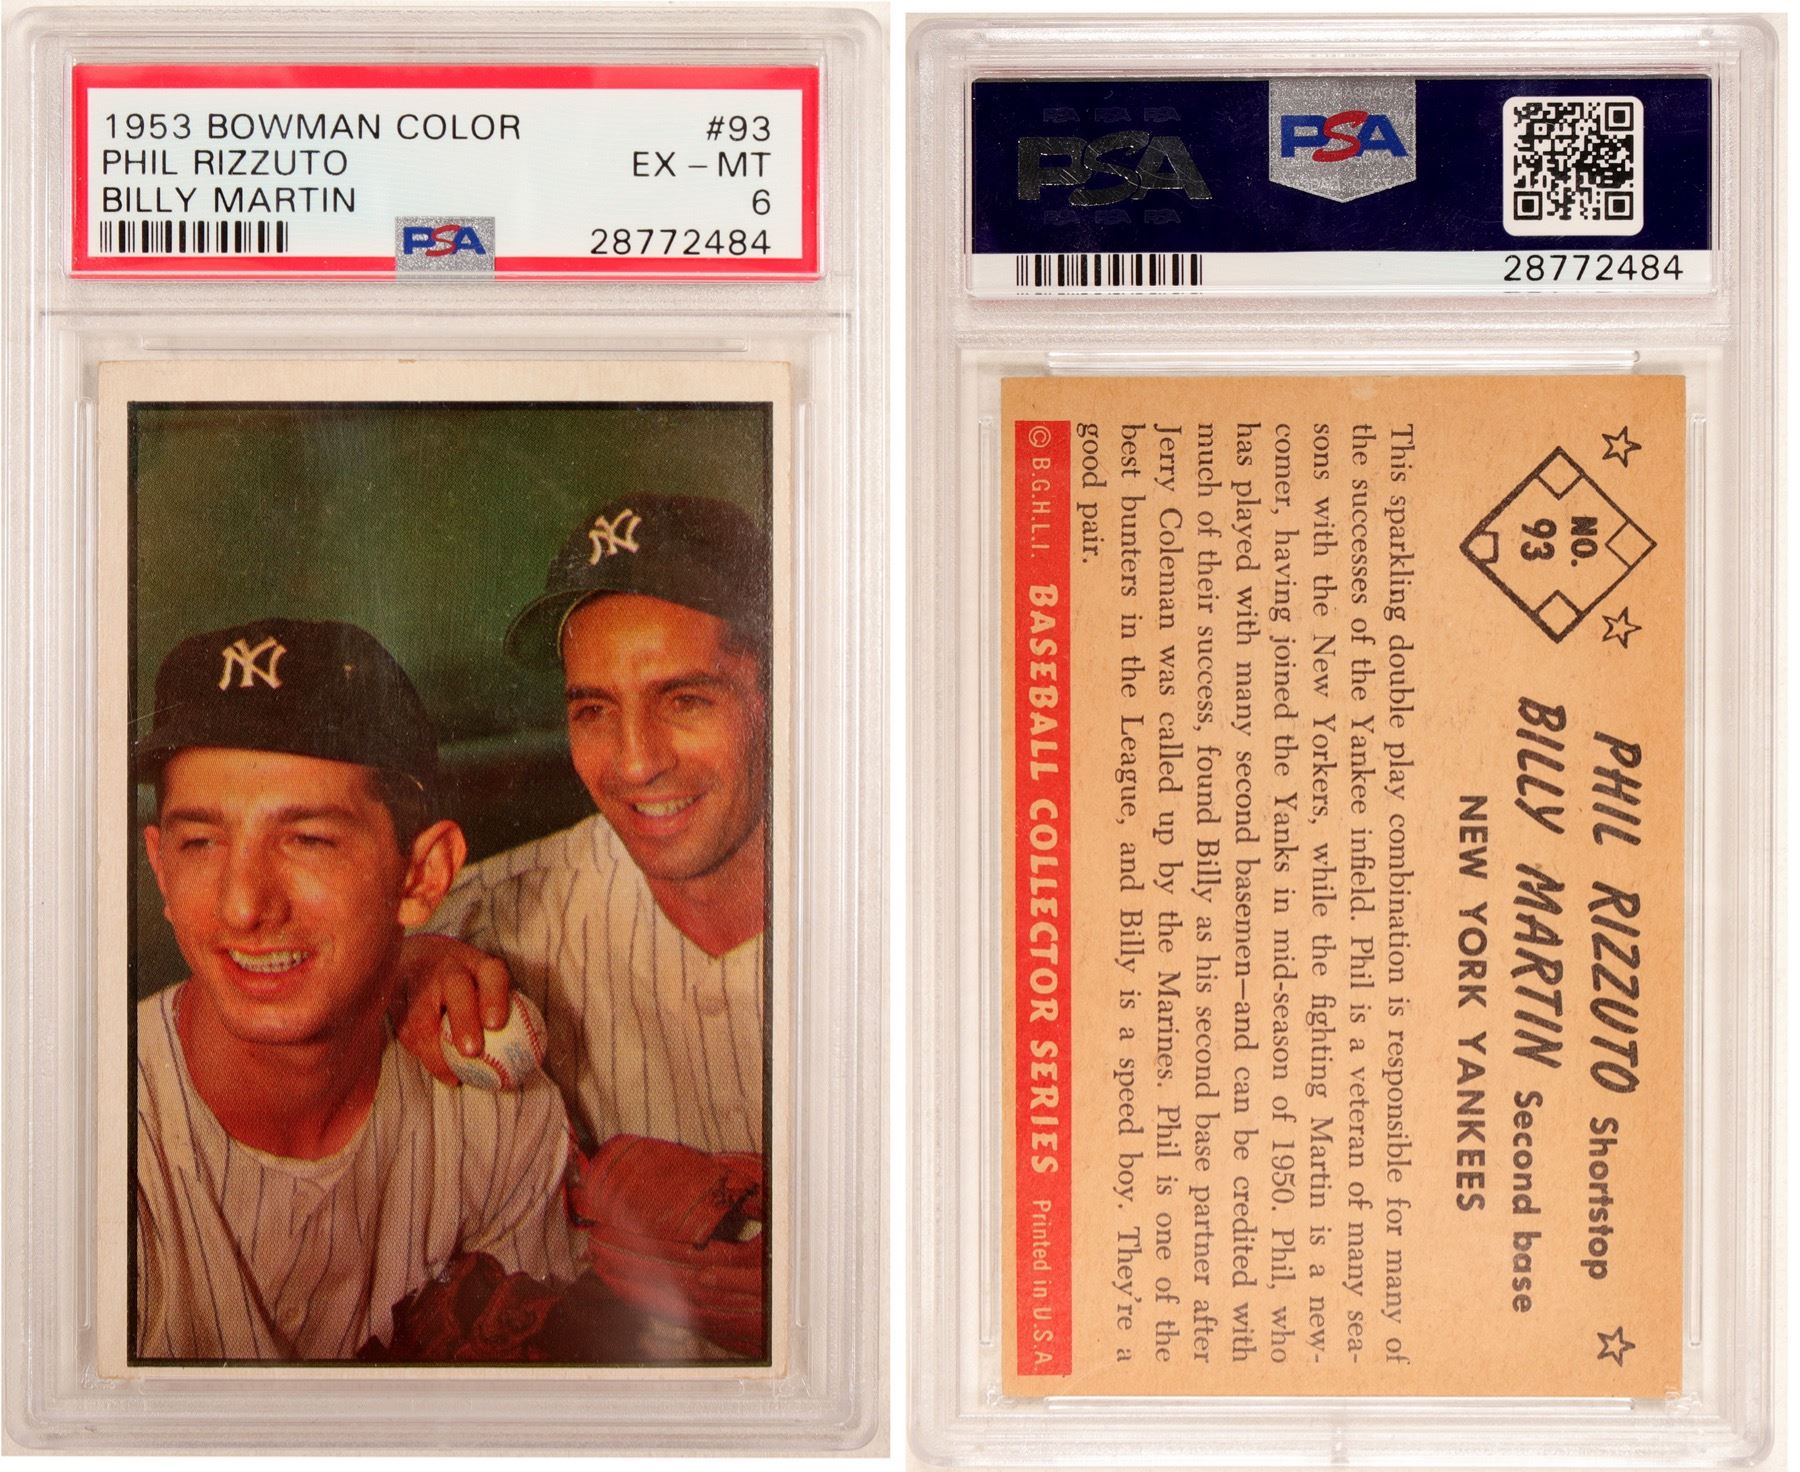 1953 BOWMAN COLOR #93
PHIL RIZZUTO EX - MT
BILLY MARTIN 6
PSA 28772484
NY
NY
PSA PSA PSA
PSA
PSA PSA PSA
PSA
28772484
NO.
93
PHIL RIZZUTO Shortstop
BILLY MARTIN Second base
NEW YORK YANKEES
This sparkling double play combination is responsible for many of
the successes of the Yankee infield. Phil is a veteran of many sea-
sons with the New Yorkers, while the fighting Martin is a new-
comer, having joined the Yanks in mid-season of 1950. Phil, who
has played with many second basemen—and can be credited with
much of their success, found Billy as his second base partner after
Jerry Coleman was called up by the Marines. Phil is one of the
best bunters in the League, and Billy is a speed boy. They're a
good pair.
© B.G.H.L.I. BASEBALL COLLECTOR SERIES Printed in U.S.A.